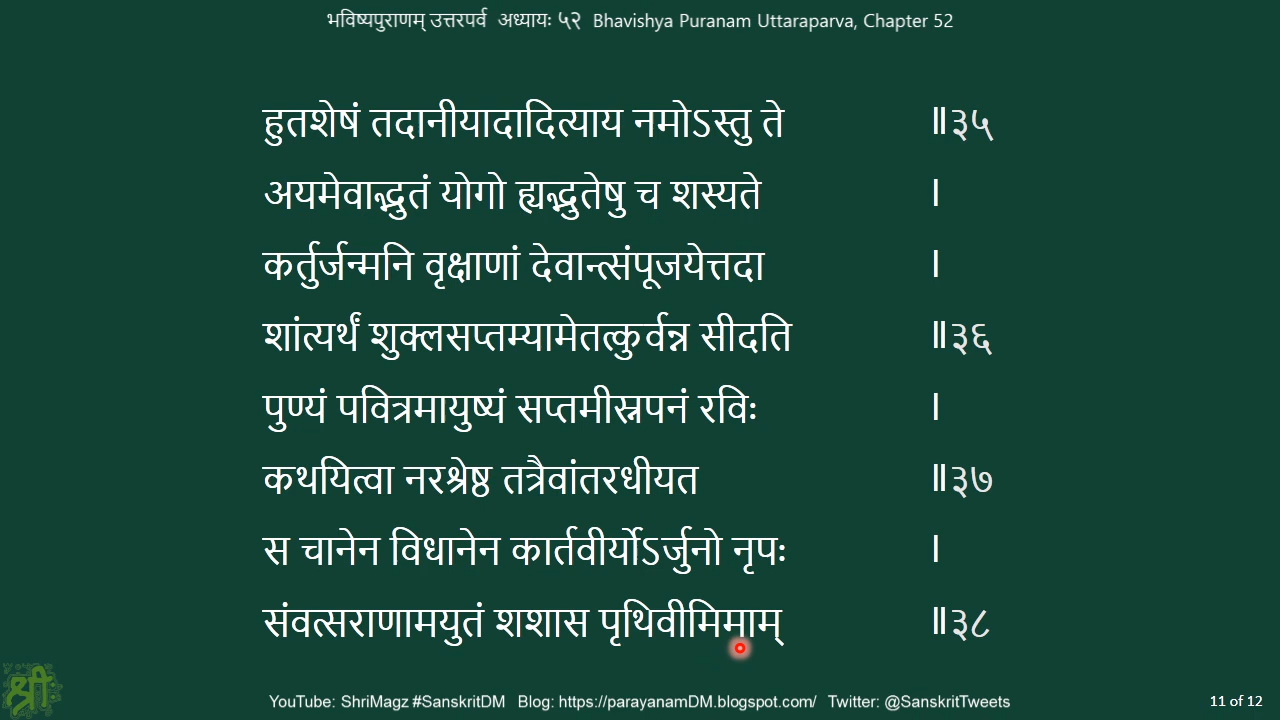 भविष्यपुराणम् उत्तरपर्व अध्यायः ५२ Bhavishya Puranam Uttaraparva, Chapter 52
हुतशेषं तदानीयादादित्याय नमोऽस्तु ते ॥३५
अयमेवाद्भुतं योगो ह्यद्भुतेषु च शस्यते ।
कर्तुर्जन्मनि वृक्षाणां देवान्त्संपूजयेत्तदा ।
शांत्यर्थं शुक्लसप्तम्यामेतत्कुर्वन्न सीदति ॥३६
पुण्यं पवित्रमायुष्यं सप्तमीस्नपनं रविः ।
कथयित्वा नरश्रेष्ठ तत्रैवांतरधीयत ॥३७
स चानेन विधानेन कार्तवीर्योऽर्जुनो नृपः ।
संवत्सराणामयुतं शशास पृथिवीमिमाम् ॥३८
श्रीः
YouTube: ShriMagz #SanskritDM Blog: https://parayanamDM.blogspot.com/ Twitter: @SanskritTweets
11 of 12